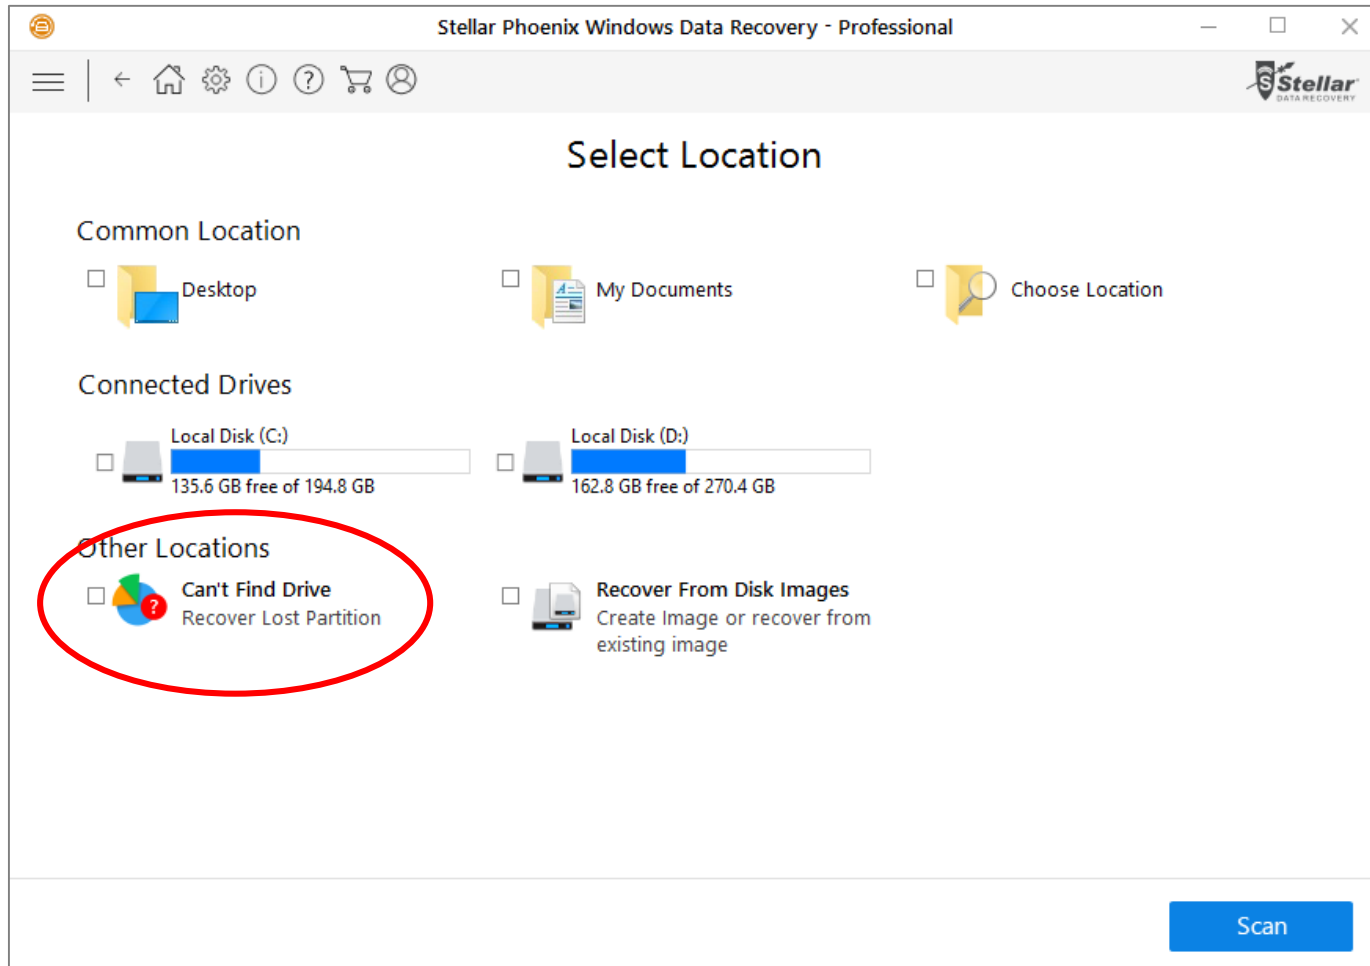 Stellar Phoenix Windows Data Recovery - Professional
Stellar
DATA RECOVERY
Select Location
Common Location
Desktop
My Documents
Choose Location
Connected Drives
Local Disk (C:)
135.6 GB free of 194.8 GB
Local Disk (D:)
162.8 GB free of 270.4 GB
Other Locations
Can't Find Drive
Recover Lost Partition
Recover From Disk Images
Create Image or recover from
existing image
Scan